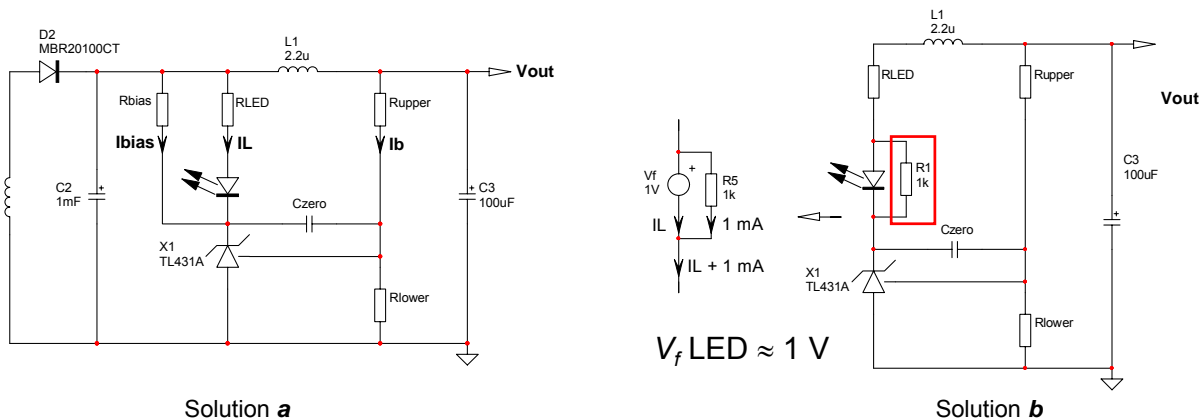 D2
MBR20100CT
L1
2.2u
Vout
Rbias
RLED
Rupper
Ibias
IL
Ib
C2
1mF
+
Czero
+
C3
100uF
X1
TL431A
Rlower
Solution a
L1
2.2u
RLED
Rupper
Vout
Vf
1V
+
R5
1k
R1
1k
C3
100uF
+
IL
1 mA
Czero
IL + 1 mA
X1
TL431A
Rlower
Vf LED ≈ 1 V
Solution b